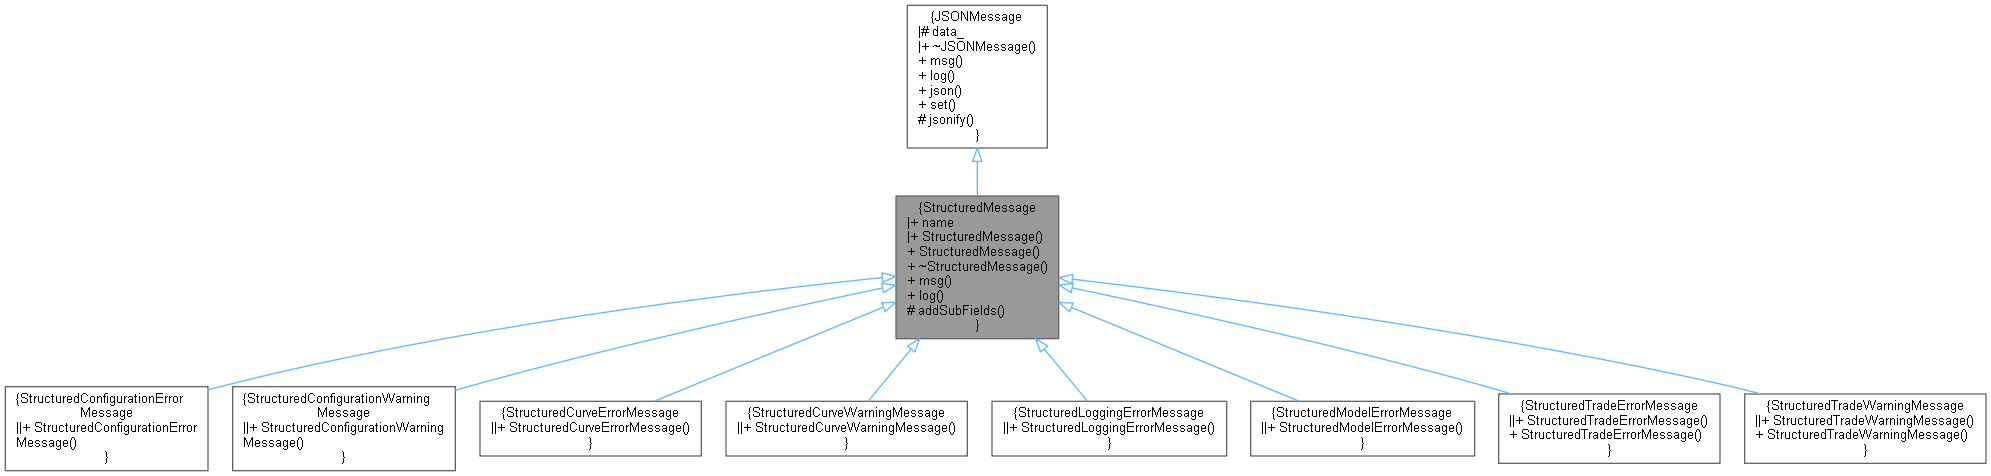 {JSONMessage
|# data_
|+ ~JSONMessage()
+ msg()
+ log()
+ json()
+ set()
# jsonify()
}
{StructuredMessage
|+ name
|+ StructuredMessage()
+ StructuredMessage()
+ ~StructuredMessage()
+ msg()
+ log()
# addSubFields()
}
{StructuredConfigurationError
Message
||+ StructuredConfigurationError
Message()
}
{StructuredConfigurationWarning
Message
||+ StructuredConfigurationWarning
Message()
}
{StructuredCurveErrorMessage
||+ StructuredCurveErrorMessage()
}
{StructuredCurveWarningMessage
||+ StructuredCurveWarningMessage()
}
{StructuredLoggingErrorMessage
||+ StructuredLoggingErrorMessage()
}
{StructuredModelErrorMessage
||+ StructuredModelErrorMessage()
}
{StructuredTradeErrorMessage
||+ StructuredTradeErrorMessage()
+ StructuredTradeErrorMessage()
}
{StructuredTradeWarningMessage
||+ StructuredTradeWarningMessage()
+ StructuredTradeWarningMessage()
}